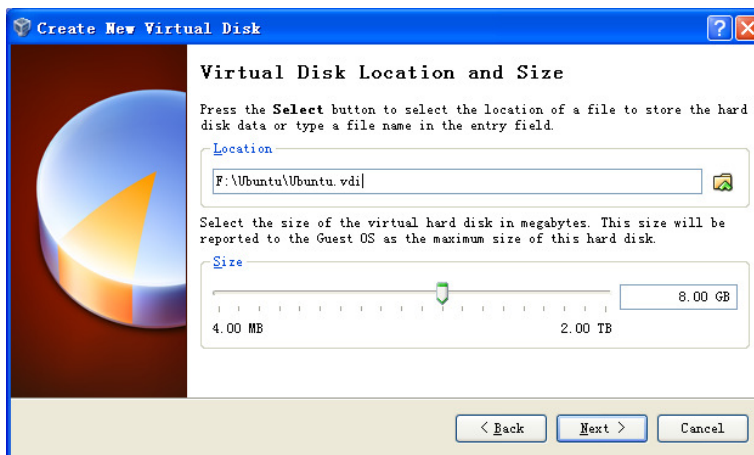 Create New Virtual Disk
Virtual Disk Location and Size
Press the Select button to select the location of a file to store the hard
disk data or type a file name in the entry field.
Location
F:\Ubuntu\Ubuntu.vdi
Select the size of the virtual hard disk in megabytes. This size will be
reported to the Guest OS as the maximum size of this hard disk.
Size
8.00 GB
4.00 MB 2.00 TB
< Back Next > Cancel